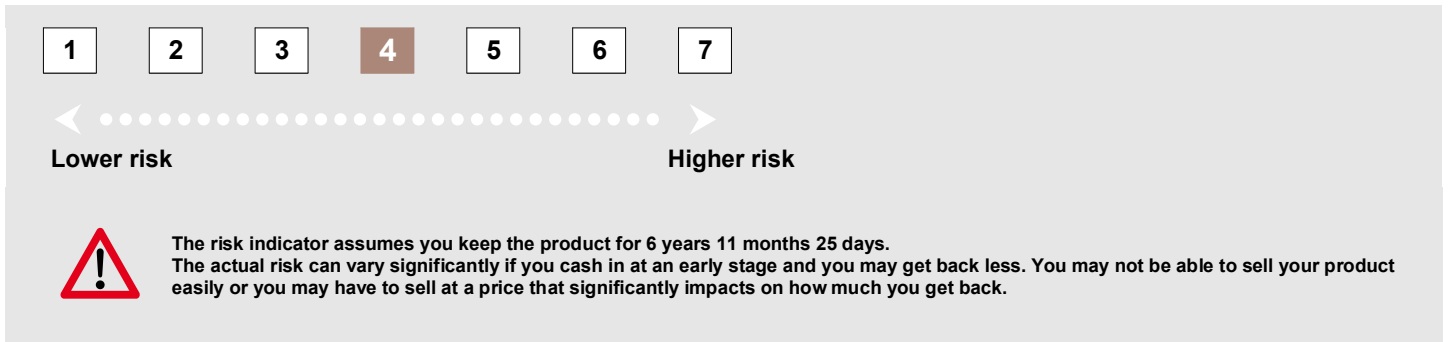 1 2 3 4 5 6 7
Lower risk Higher risk
The risk indicator assumes you keep the product for 6 years 11 months 25 days.
The actual risk can vary significantly if you cash in at an early stage and you may get back less. You may not be able to sell your product
easily or you may have to sell at a price that significantly impacts on how much you get back.